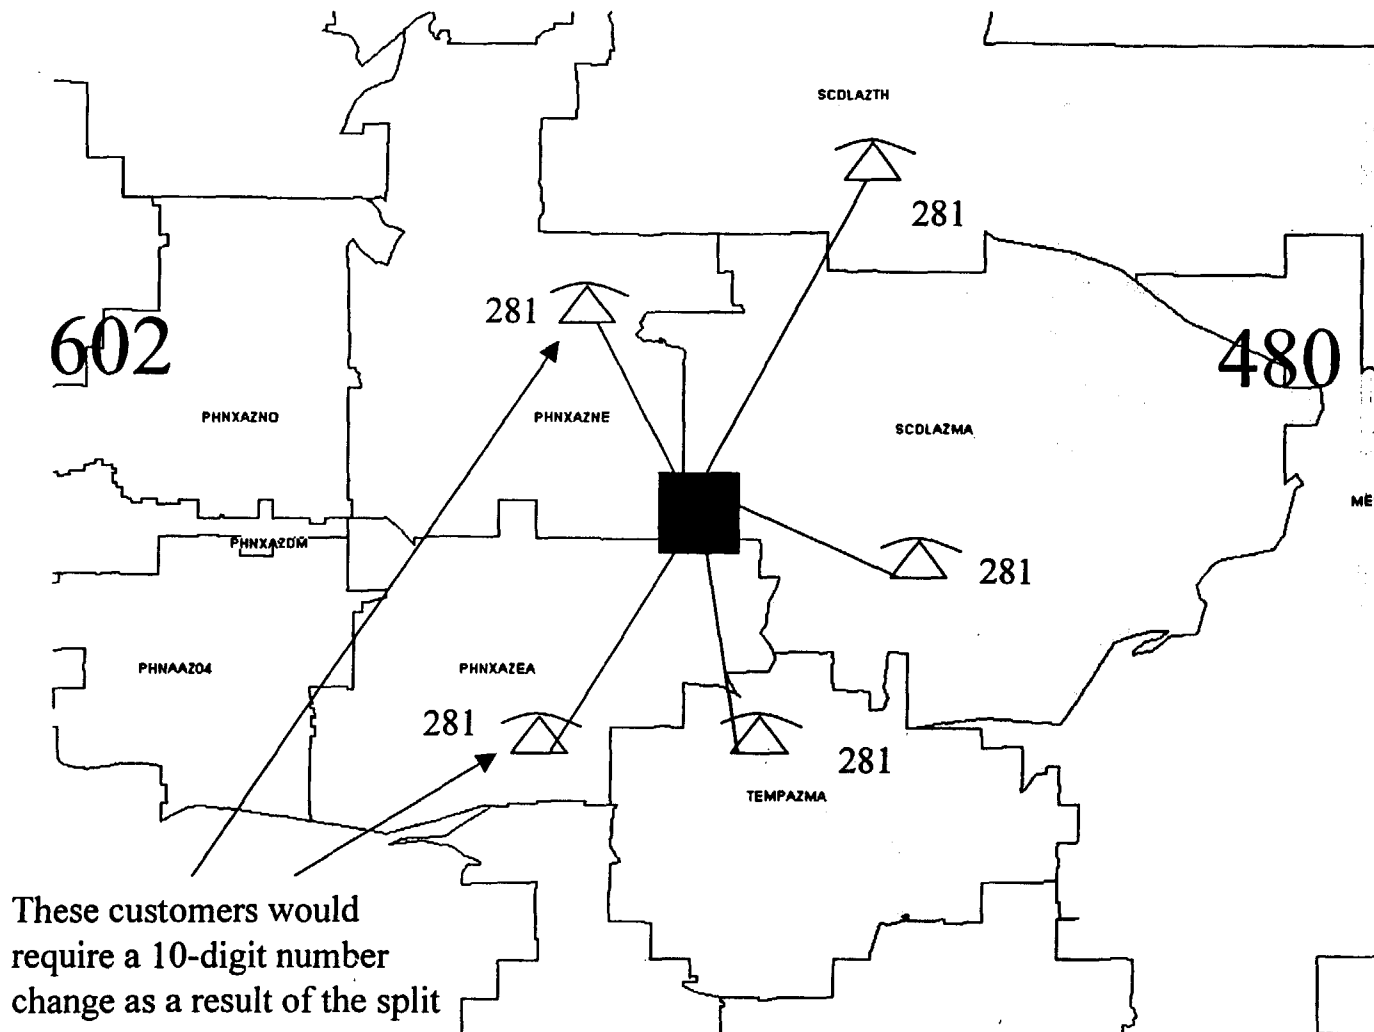 SCDLAZTH
281
281
602
480
PHNXAZNO
PHNXAZNE
SCDLAZMA
ME
PHNXAZDM
281
PHNAAZ04
PHNXAZEA
281
281
TEMPAZMA
These customers would
require a 10-digit number
change as a result of the split